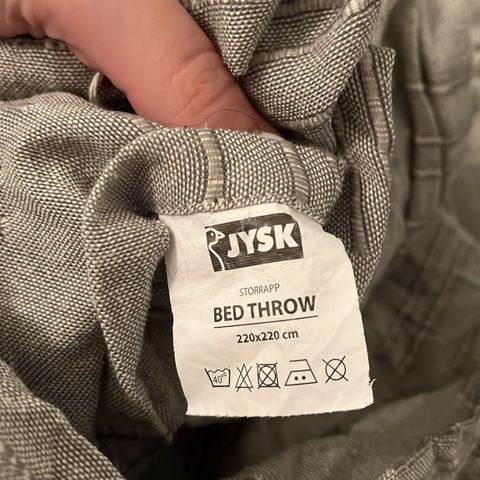 JYSK
STORRAPP
BED THROW
220x220 cm
40°C